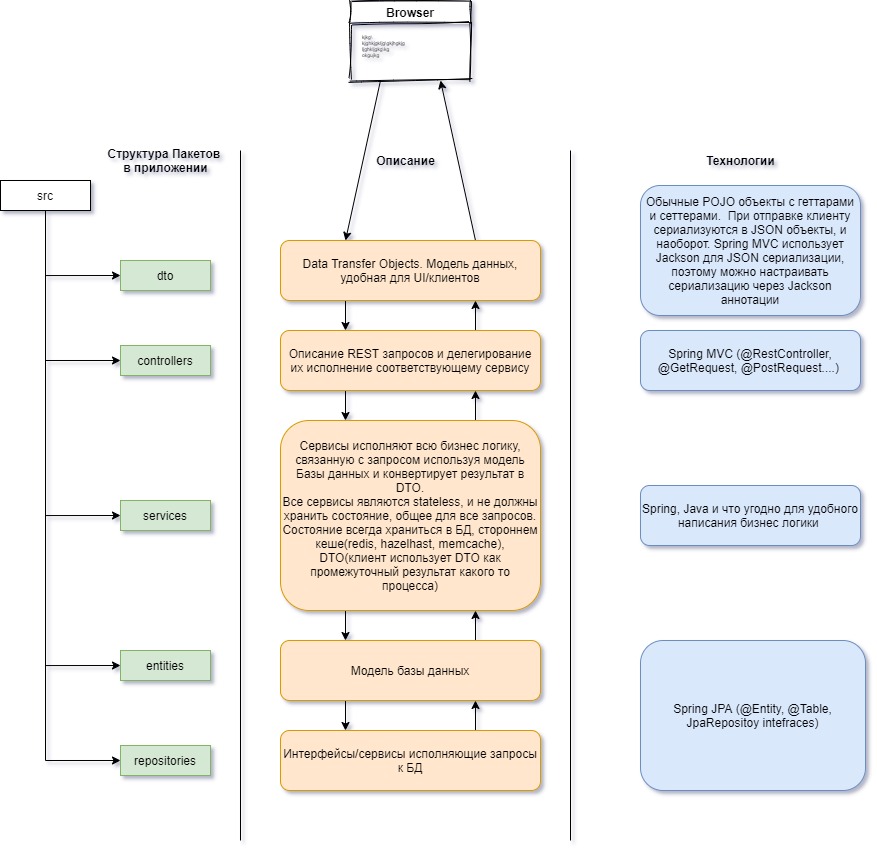 Browser
Структура Пакетов
в приложении
Описание
Технологии
src
Обычные POJO объекты с геттарами
и сеттерами.  При отправке клиенту
сериализуются в JSON объекты, и
наоборот. Spring MVC использует
Jackson для JSON сериализации,
поэтому можно настраивать
сериализацию через Jackson
аннотации
dto
Data Transfer Objects. Модель данных,
удобная для UI/клиентов
controllers
Описание REST запросов и делегирование
их исполнение соответствующему сервису
Spring MVC (@RestController,
@GetRequest, @PostRequest....)
services
Сервисы исполняют всю бизнес логику,
связанную с запросом используя модель
Базы данных и конвертирует результат в
DTO.
Все сервисы являются stateless, и не должны
хранить состояние, общее для все запросов.
Состояние всегда храниться в БД, стороннем
кеше(redis, hazelhast, memcache),
DTO(клиент использует DTO как
промежуточный результат какого то
процесса)
Spring, Java и что угодно для удобного
написания бизнес логики
entities
Модель базы данных
Spring JPA (@Entity, @Table,
JpaRepositoy intefraces)
repositories
Интерфейсы/сервисы исполняющие запросы
к БД